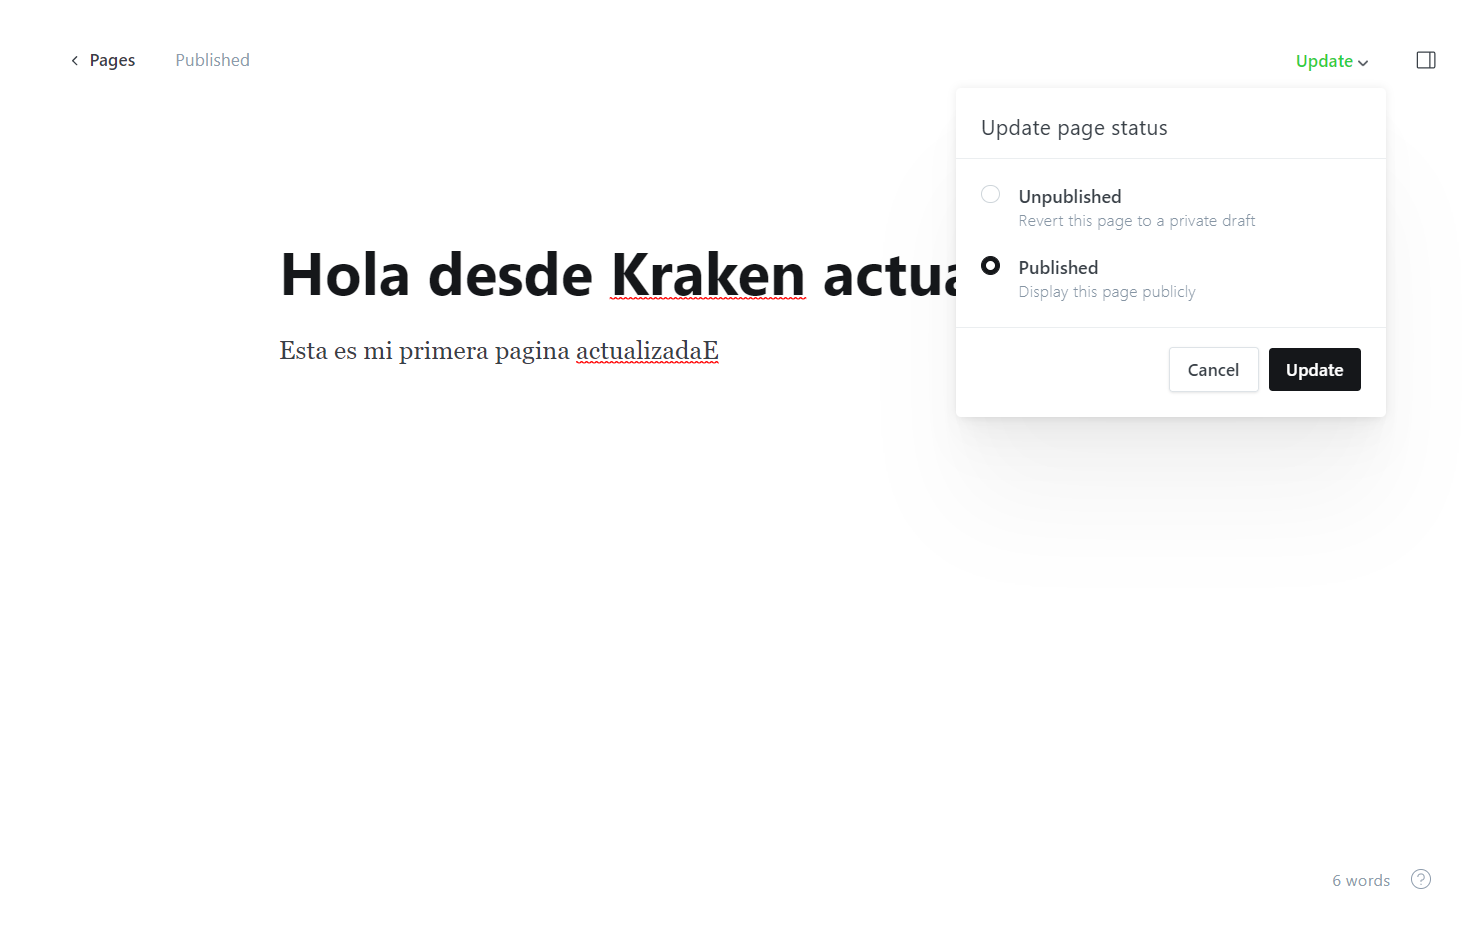 Pages
Published
Update
Update page status
Unpublished
Revert this page to a private draft
Published
Display this page publicly
Cancel
Update
Hola desde Kraken actua
Esta es mi primera pagina actualizadaE
6 words
?